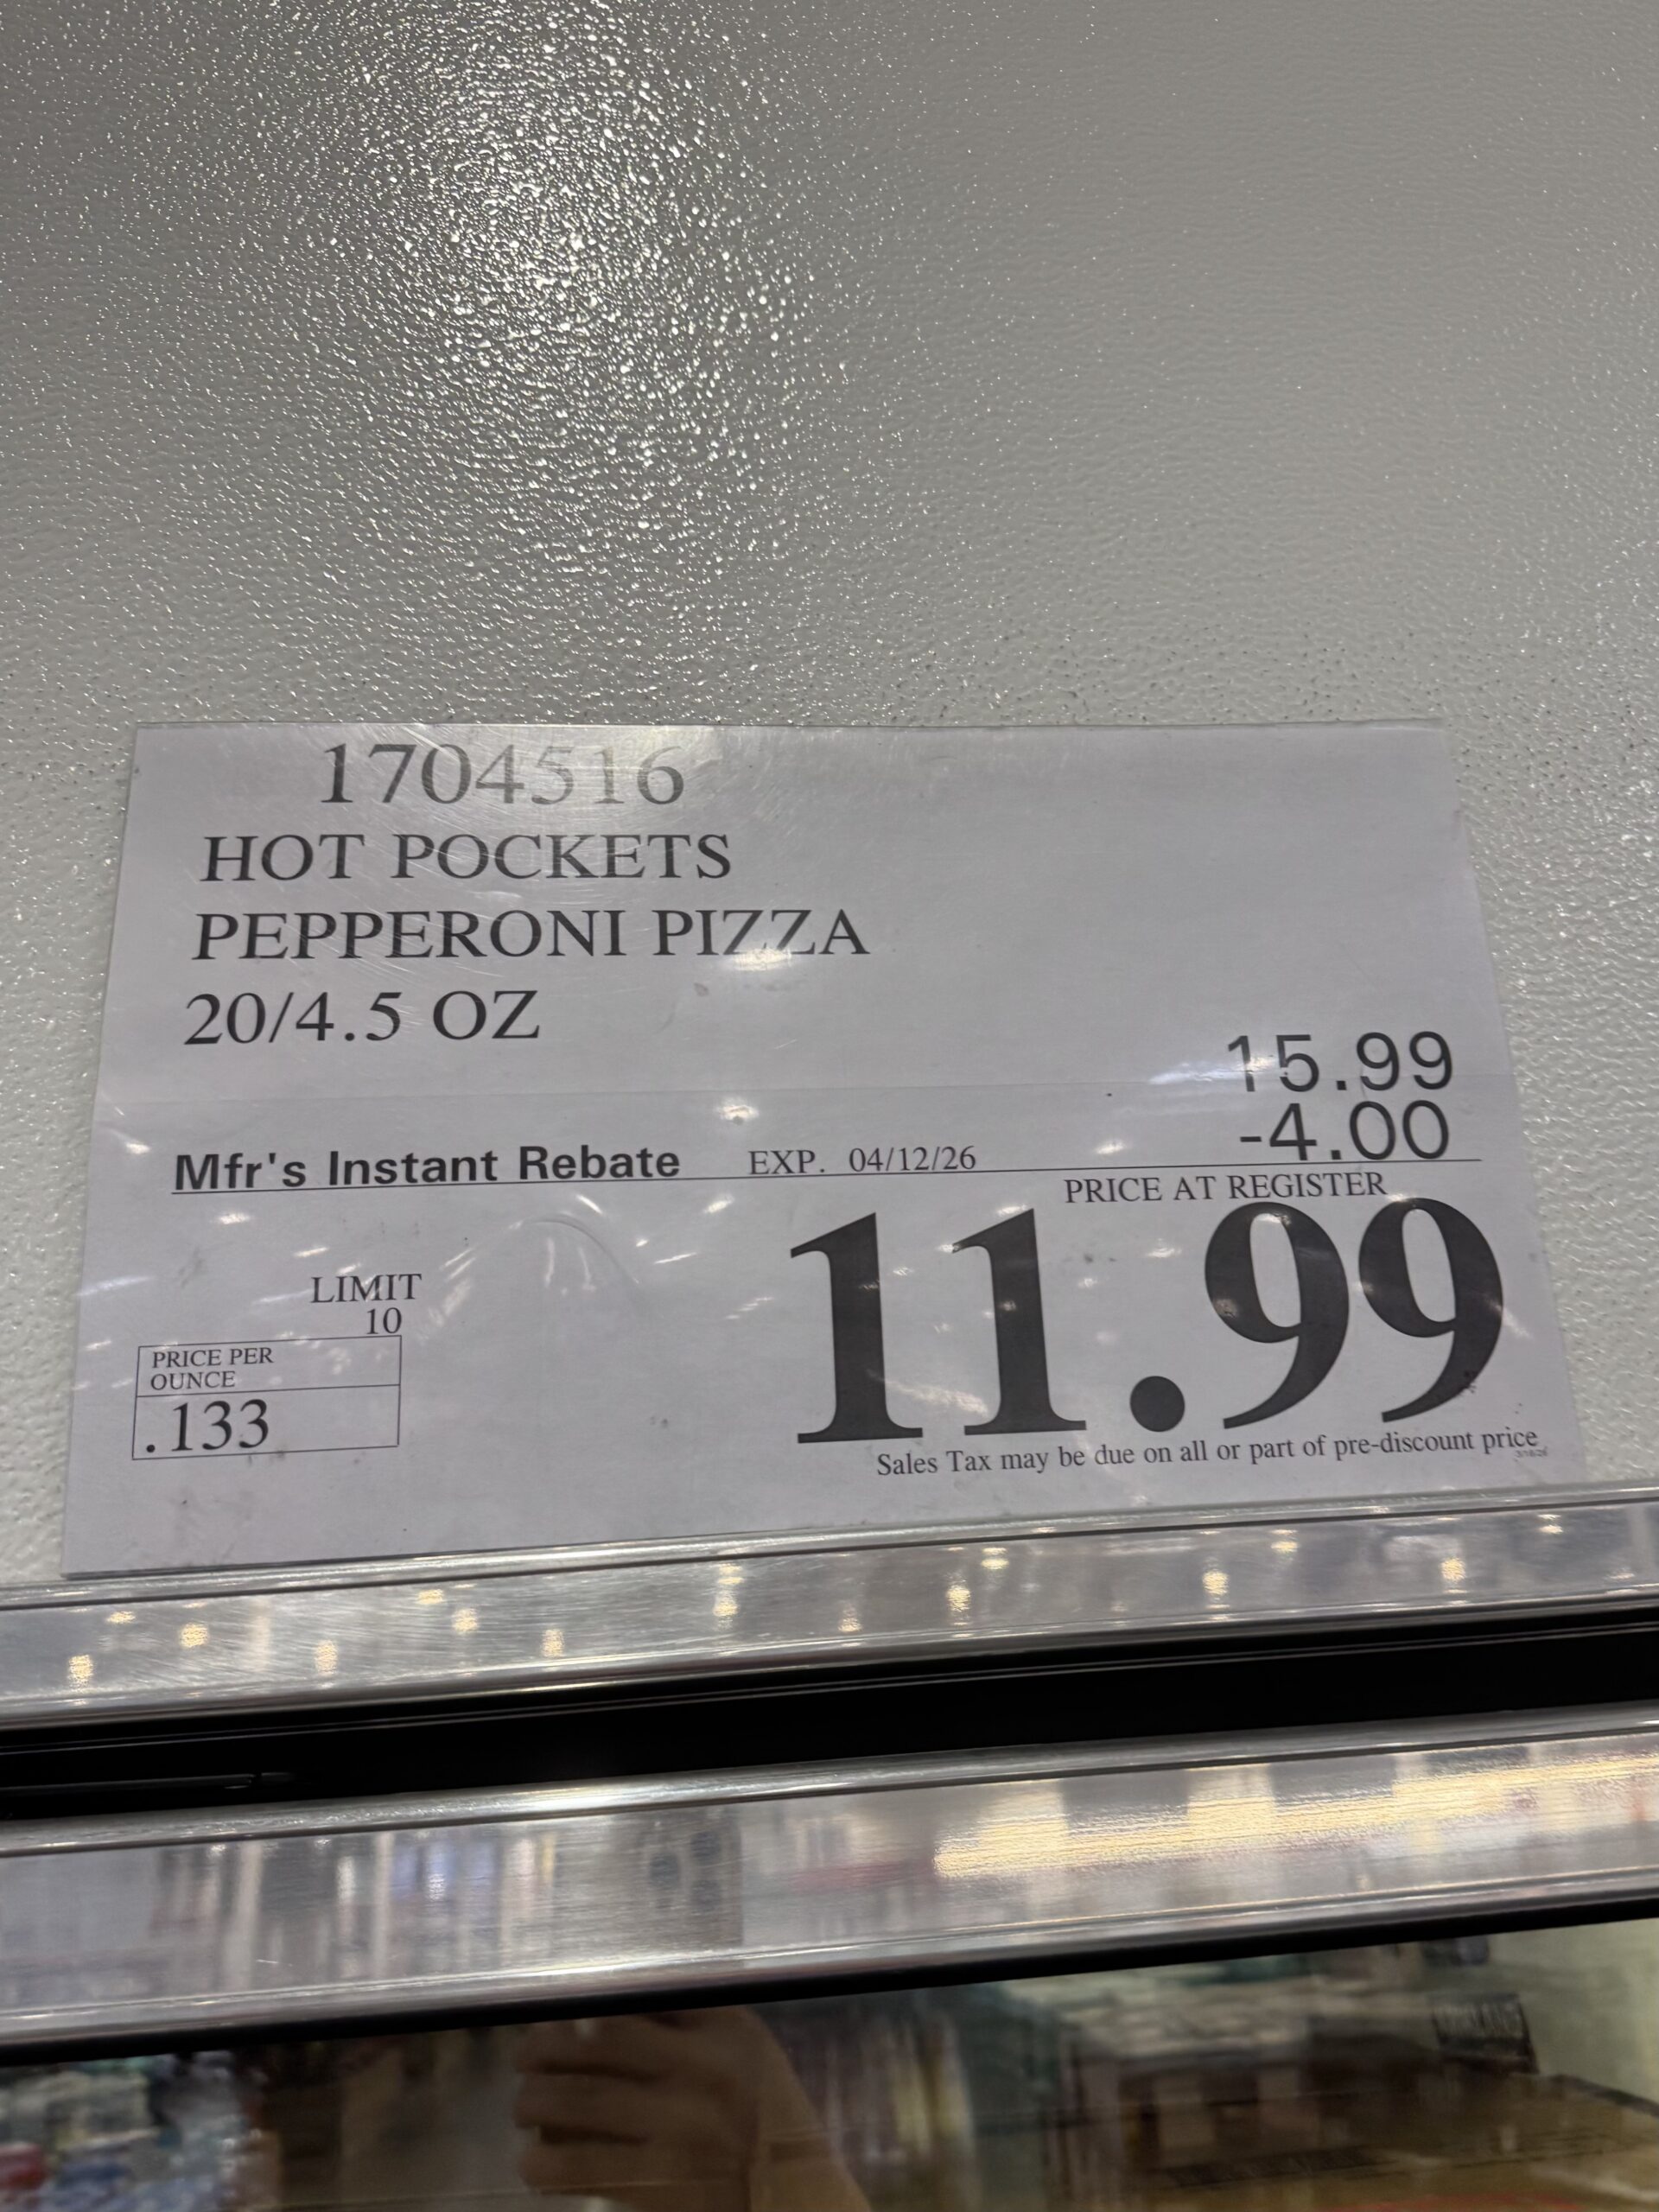 1704516
HOT POCKETS
PEPPERONI PIZZA
20/4.5 OZ
15.99
-4.00
Mfr's Instant Rebate EXP. 04/12/26
PRICE AT REGISTER
11.99
LIMIT
10
PRICE PER
OUNCE
.133
Sales Tax may be due on all or part of pre-discount price